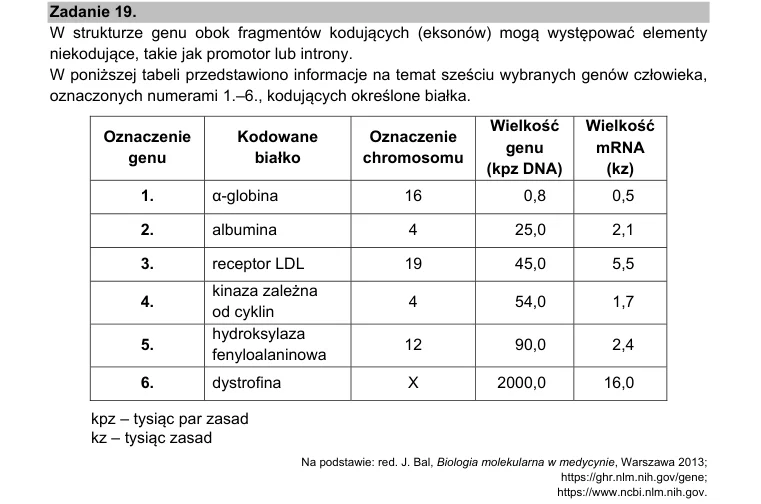 Zadanie 19.
W strukturze genu obok fragmentów kodujących (eksonów) mogą występować elementy
niekodujące, takie jak promotor lub introny.
W poniższej tabeli przedstawiono informacje na temat sześciu wybranych genów człowieka,
oznaczonych numerami 1.–6., kodujących określone białka.
Oznaczenie genu | Kodowane białko | Oznaczenie chromosomu | Wielkość genu (kpz DNA) | Wielkość mRNA (kz)
1. | α-globina | 16 | 0,8 | 0,5
2. | albumina | 4 | 25,0 | 2,1
3. | receptor LDL | 19 | 45,0 | 5,5
4. | kinaza zależna od cyklin | 4 | 54,0 | 1,7
5. | hydroksylaza fenyloalaninowa | 12 | 90,0 | 2,4
6. | dystrofina | X | 2000,0 | 16,0
kpz – tysiąc par zasad
kz – tysiąc zasad
Na podstawie: red. J. Bal, Biologia molekularna w medycynie, Warszawa 2013;
https://ghr.nlm.nih.gov/gene;
https://www.ncbi.nlm.nih.gov.